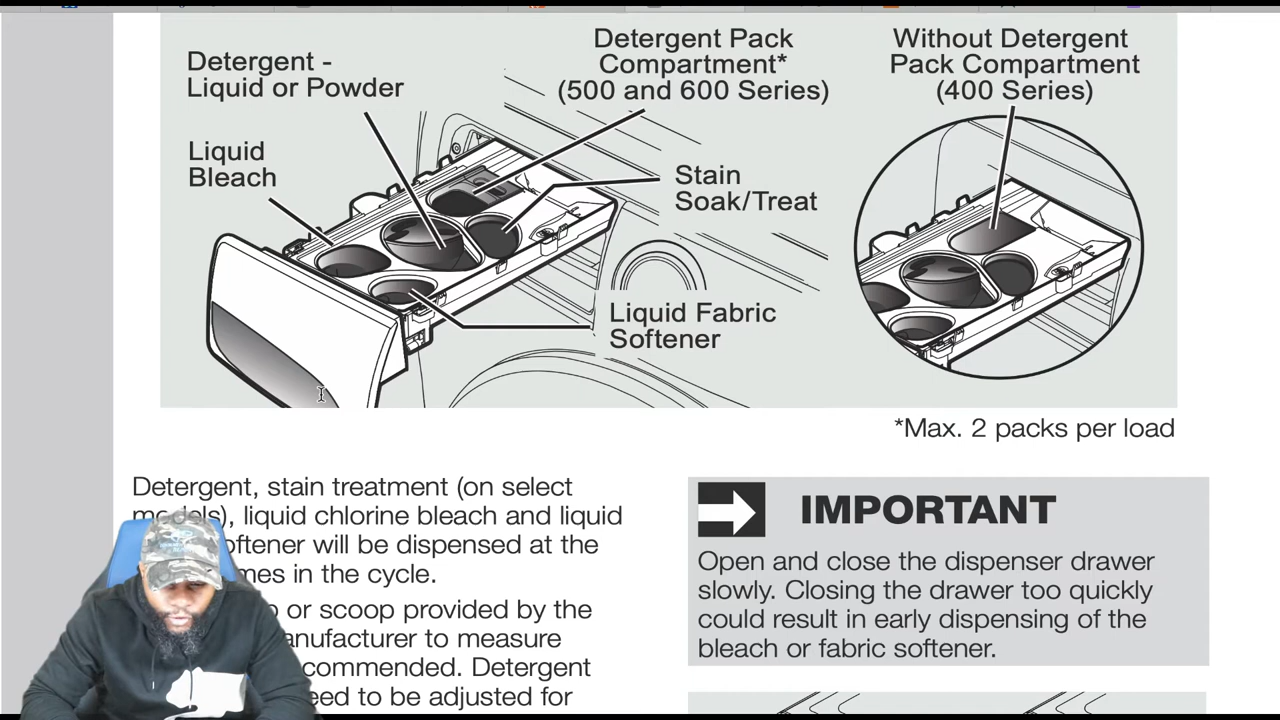 Detergent -
Liquid or Powder
Detergent Pack
Compartment*
(500 and 600 Series)
Without Detergent
Pack Compartment
(400 Series)
Liquid
Bleach
Stain
Soak/Treat
Liquid Fabric
Softener
*Max. 2 packs per load
Detergent, stain treatment (on select
models), liquid chlorine bleach and liquid
oftener will be dispensed at the
mes in the cycle.
or scoop provided by the
anufacturer to measure
commended. Detergent
eed to be adjusted for
IMPORTANT
Open and close the dispenser drawer
slowly. Closing the drawer too quickly
could result in early dispensing of the
bleach or fabric softener.